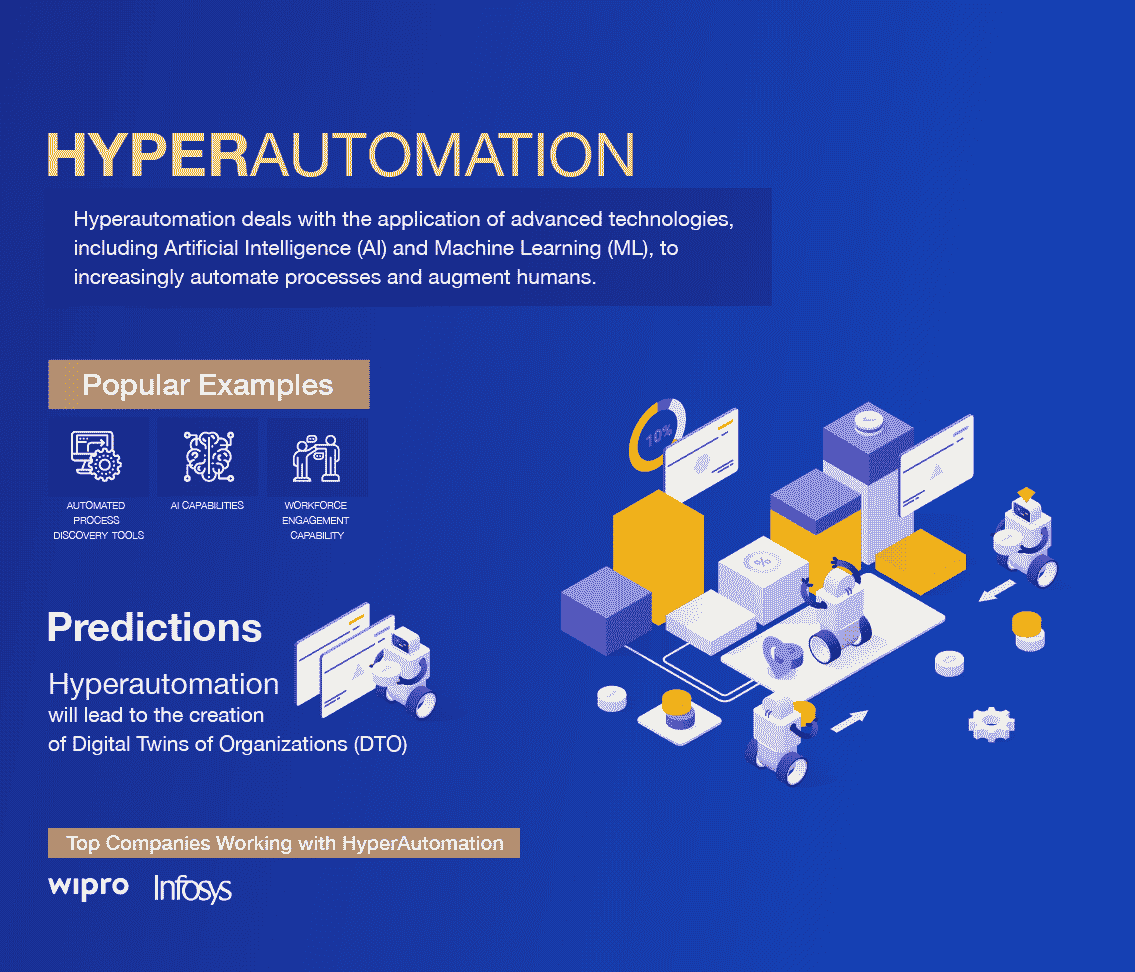 HYPERAUTOMATION
Hyperautomation deals with the application of advanced technologies,
including Artificial Intelligence (AI) and Machine Learning (ML), to
increasingly automate processes and augment humans.
Popular Examples
AUTOMATED
PROCESS
DISCOVERY TOOLS
AI CAPABILITIES
WORKFORCE
ENGAGEMENT
CAPABILITY
10%
%
Predictions
Hyperautomation
will lead to the creation
of Digital Twins of Organizations (DTO)
Top Companies Working with HyperAutomation
wipro
Infosys